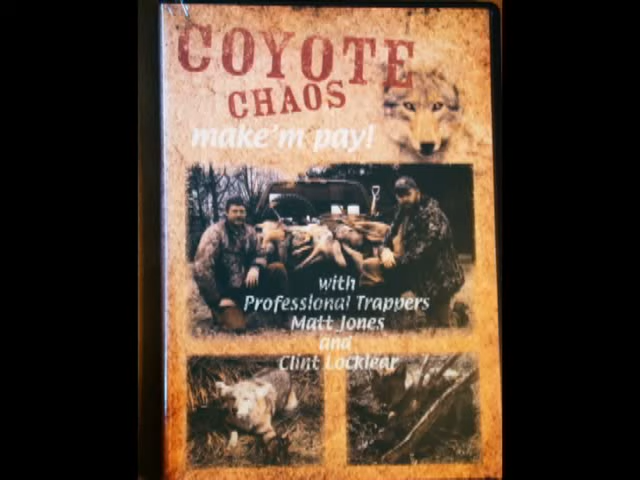 COYOTE
CHAOS
make'm pay!
with
Professional Trappers
Matt Jones
and
Clint Locklear